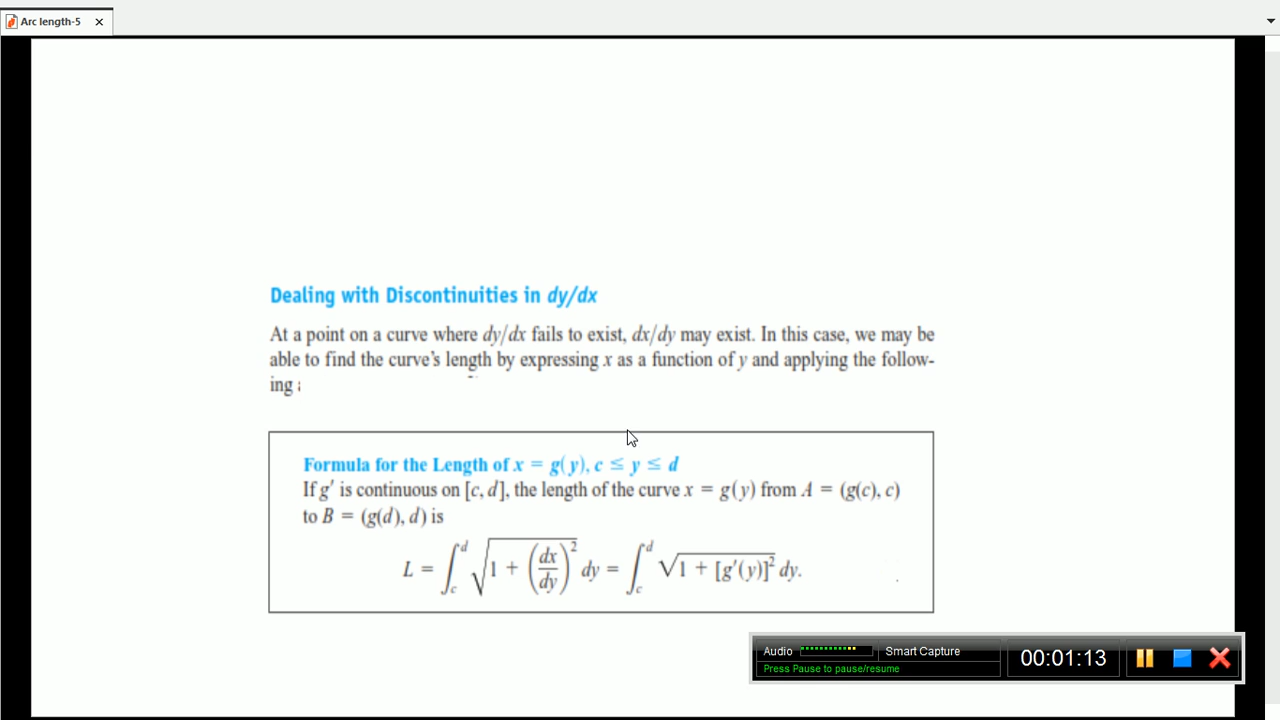 Arc length-5
Dealing with Discontinuities in dy/dx
At a point on a curve where dy/dx fails to exist, dx/dy may exist. In this case, we may be
able to find the curve's length by expressing x as a function of y and applying the follow-
ing
Formula for the Length of x = g(y), c ≤ y ≤ d
If g′ is continuous on [c, d], the length of the curve x = g(y) from A = (g(c), c)
to B = (g(d), d) is
L = ∫_c^d √(1 + (dx/dy)²) dy = ∫_c^d √(1 + [g′(y)]²) dy.
Audio Smart Capture 00:01:13
Press Pause to pause/resume